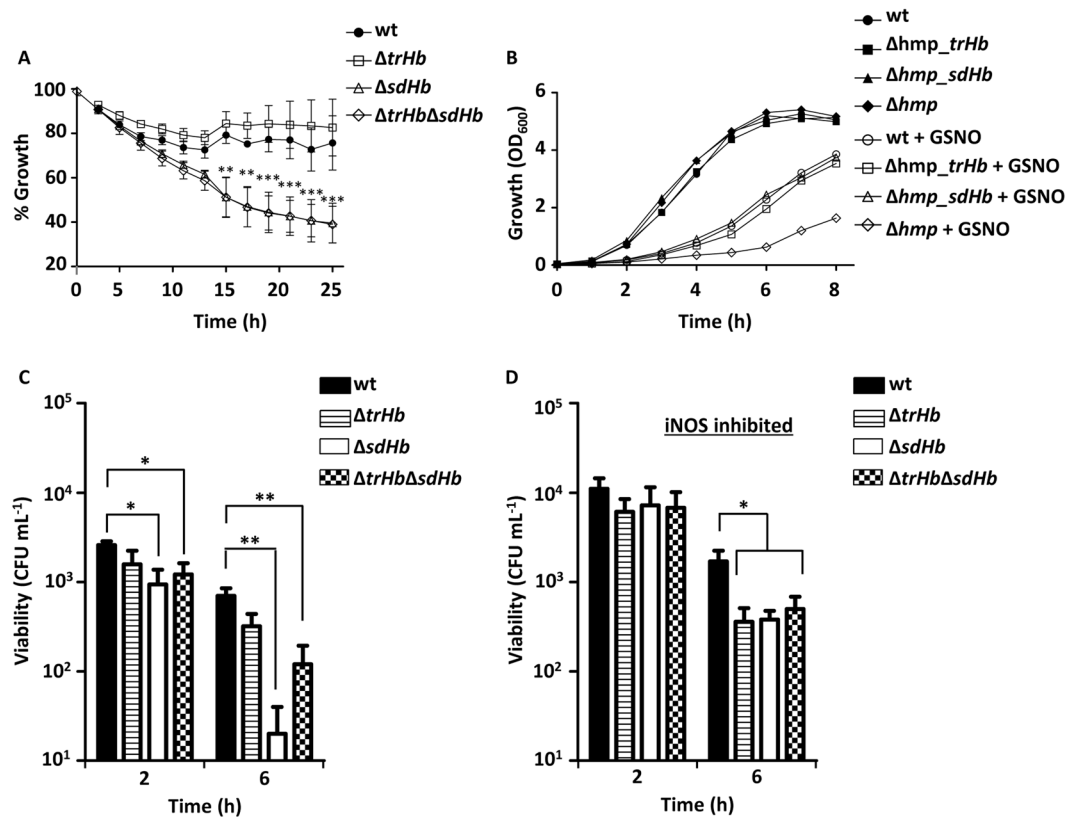 A
wt
ΔtrHb
ΔsdHb
ΔtrHbΔsdHb
% Growth
100
80
60
40
20
** ** *** *** *** ***
0 5 10 15 20 25
Time (h)
B
wt
Δhmp_trHb
Δhmp_sdHb
Δhmp
wt + GSNO
Δhmp_trHb + GSNO
Δhmp_sdHb + GSNO
Δhmp + GSNO
Growth (OD600)
6
4
2
0
0 2 4 6 8
Time (h)
C
wt
ΔtrHb
ΔsdHb
ΔtrHbΔsdHb
Viability (CFU mL-1)
10^5
10^4
10^3
10^2
10^1
*
*
**
**
2 6
Time (h)
D
wt
ΔtrHb
ΔsdHb
ΔtrHbΔsdHb
iNOS inhibited
Viability (CFU mL-1)
10^5
10^4
10^3
10^2
10^1
*
2 6
Time (h)